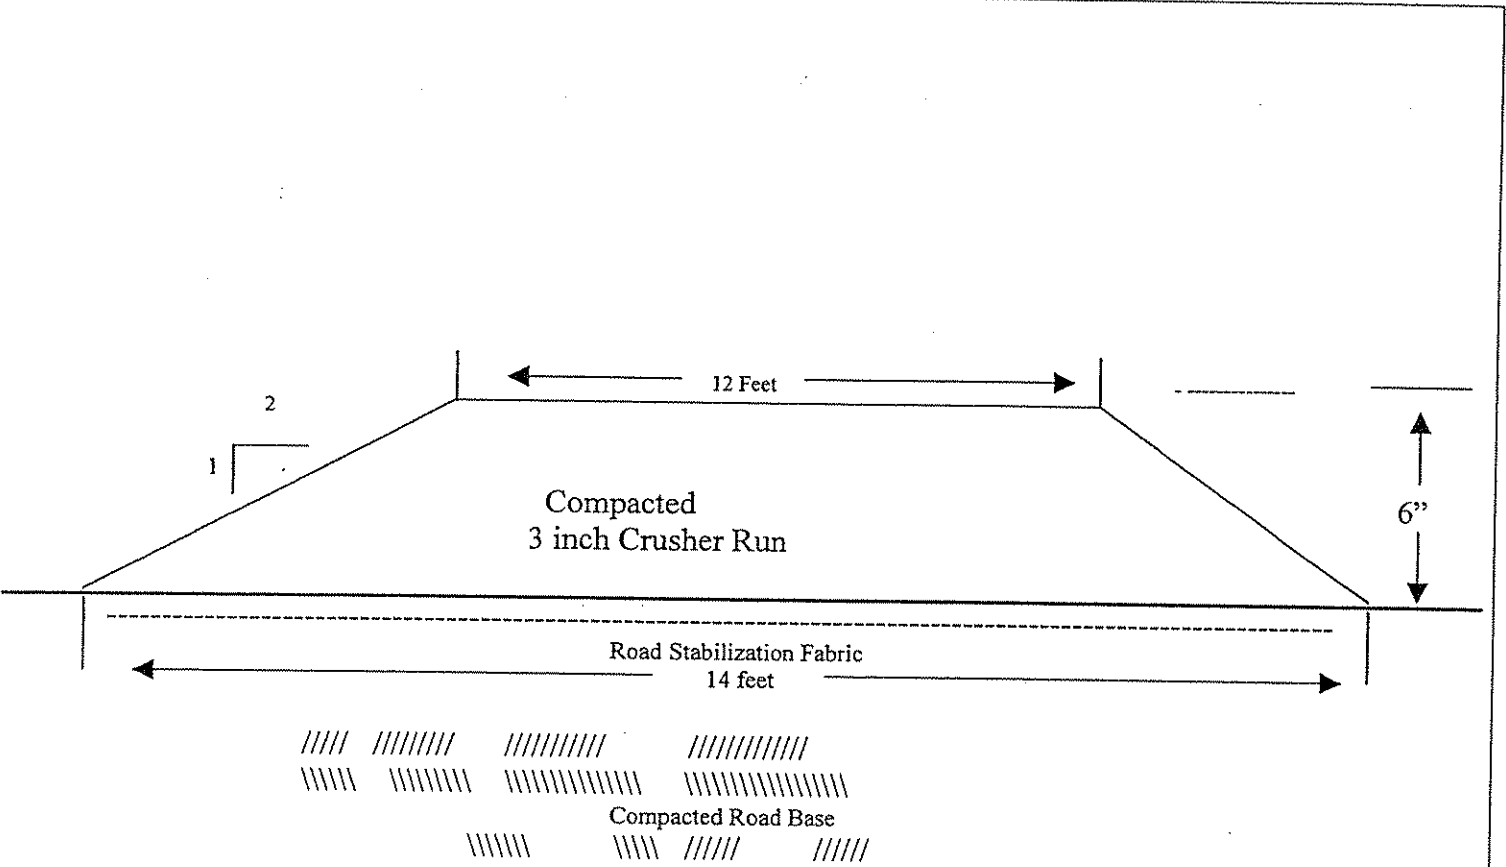 12 Feet
2
1
Compacted
3 inch Crusher Run
6”
Road Stabilization Fabric
14 feet
Compacted Road Base